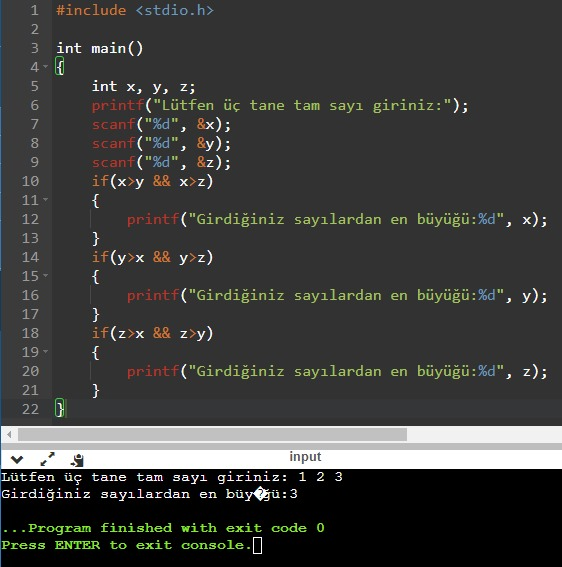 1 #include <stdio.h>
2
3 int main()
4 {
5 int x, y, z;
6 printf("Lütfen üç tane tam sayı giriniz:");
7 scanf("%d", &x);
8 scanf("%d", &y);
9 scanf("%d", &z);
10 if(x>y && x>z)
11 {
12 printf("Girdiğiniz sayılardan en büyüğü:%d", x);
13 }
14 if(y>x && y>z)
15 {
16 printf("Girdiğiniz sayılardan en büyüğü:%d", y);
17 }
18 if(z>x && z>y)
19 {
20 printf("Girdiğiniz sayılardan en büyüğü:%d", z);
21 }
22 }
input
Lütfen üç tane tam sayı giriniz: 1 2 3
Girdiğiniz sayılardan en büy�ğü:3
...Program finished with exit code 0
Press ENTER to exit console.